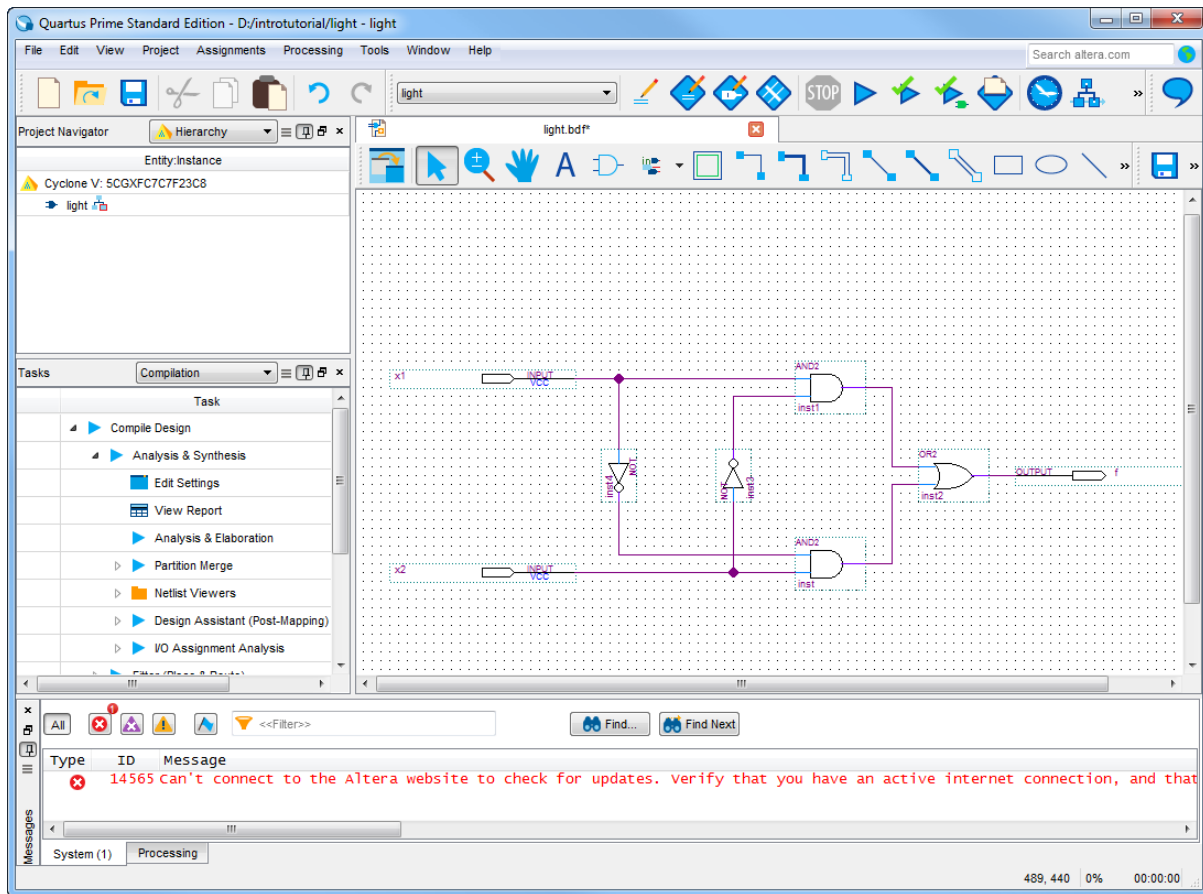 Quartus Prime Standard Edition - D:/introtutorial/light - light
File Edit View Project Assignments Processing Tools Window Help
Search altera.com
light
STOP
»
Project Navigator
Hierarchy
Entity:Instance
Cyclone V: 5CGXFC7C7F23C8
light
light.bdf*
A
»
»
Tasks
Compilation
Task
Compile Design
Analysis & Synthesis
Edit Settings
View Report
Analysis & Elaboration
Partition Merge
Netlist Viewers
Design Assistant (Post-Mapping)
I/O Assignment Analysis
Fitter (Place & Route)
x1
INPUT
VCC
AND2
inst1
NOT
inst4
NOT
inst3
OR2
inst2
OUTPUT
f
x2
INPUT
VCC
AND2
inst
All
1
<<Filter>>
Find...
Find Next
Type ID Message
14565 Can't connect to the Altera website to check for updates. Verify that you have an active internet connection, and that
Messages
System (1)
Processing
489, 440 0% 00:00:00